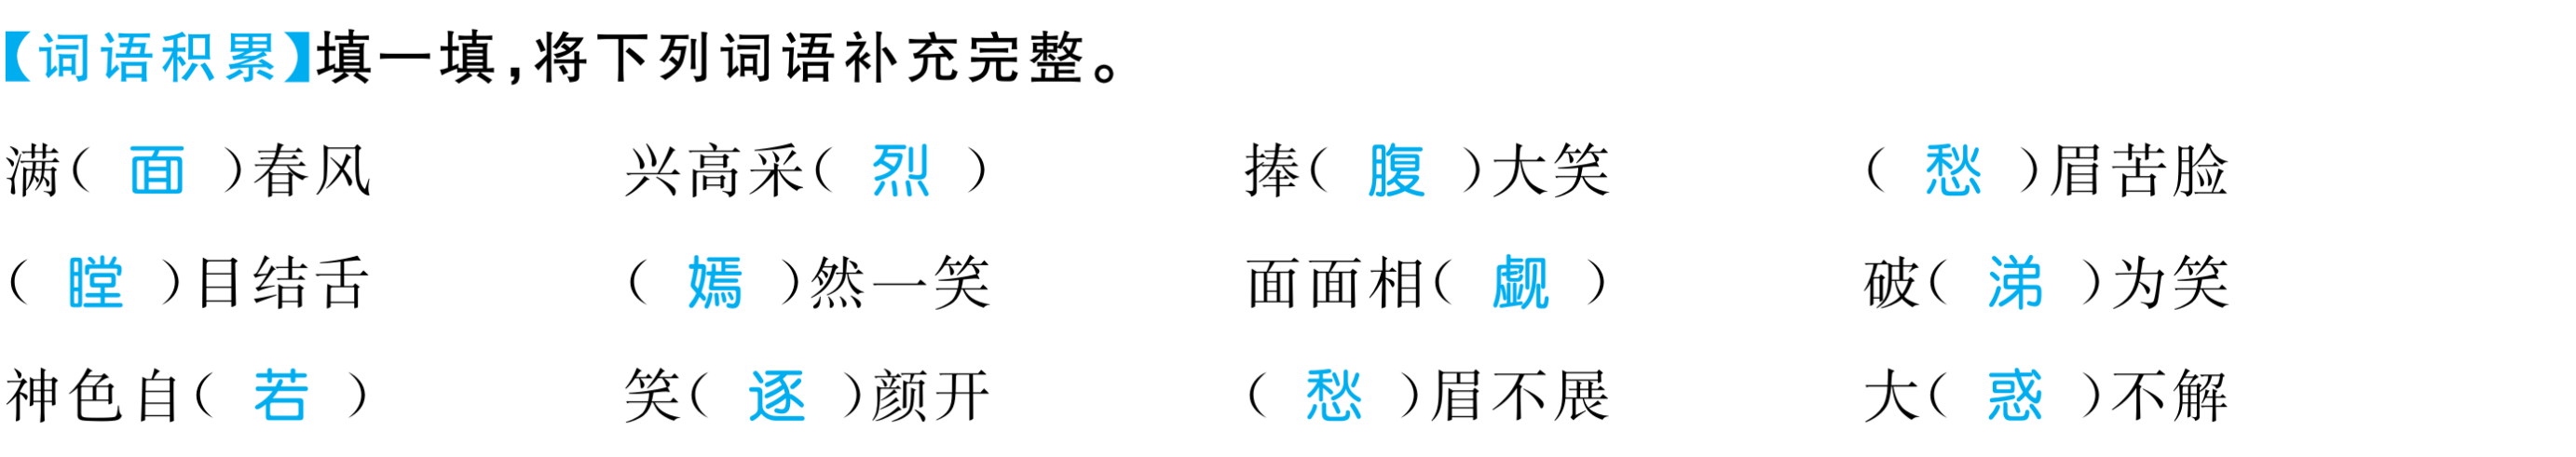 【词语积累】填一填,将下列词语补充完整。
满( 面 )春风 兴高采( 烈 ) 捧( 腹 )大笑 ( 愁 )眉苦脸
( 瞠 )目结舌 ( 嫣 )然一笑 面面相( 觑 ) 破( 涕 )为笑
神色自( 若 ) 笑( 逐 )颜开 ( 愁 )眉不展 大( 惑 )不解